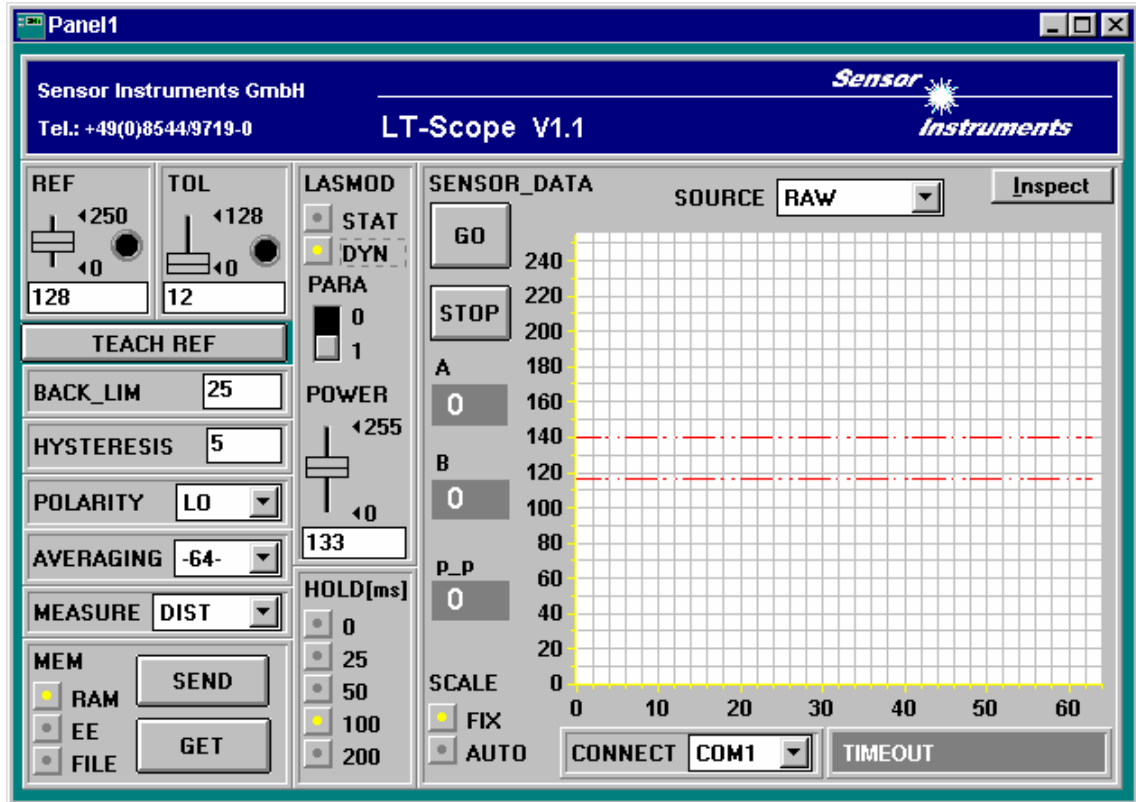 Panel1
Sensor Instruments GmbH
Tel.: +49(0)8544/9719-0
LT-Scope V1.1
Sensor
Instruments
REF
250
0
128
TOL
128
0
12
TEACH REF
BACK_LIM 25
HYSTERESIS 5
POLARITY LO
AVERAGING -64-
MEASURE DIST
MEM
RAM
EE
FILE
SEND
GET
LASMOD
STAT
DYN
PARA
0
1
POWER
255
0
133
HOLD[ms]
0
25
50
100
200
SENSOR_DATA
SOURCE RAW
Inspect
GO
STOP
A
0
B
0
p_p
0
SCALE
FIX
AUTO
240
220
200
180
160
140
120
100
80
60
40
20
0
0 10 20 30 40 50 60
CONNECT COM1
TIMEOUT